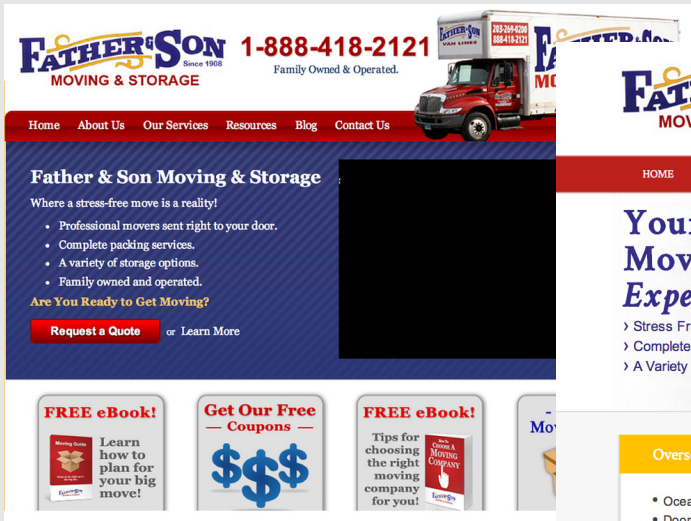 FATHER & SON
Since 1908
MOVING & STORAGE
1-888-418-2121
Family Owned & Operated.
FATHER & SON
VAN LINES
203-269-0200
888-418-2121
Home About Us Our Services Resources Blog Contact Us
Father & Son Moving & Storage
Where a stress-free move is a reality!
• Professional movers sent right to your door.
• Complete packing services.
• A variety of storage options.
• Family owned and operated.
Are You Ready to Get Moving?
Request a Quote or Learn More
FREE eBook!
Moving Guide
Learn
how to
plan for
your big
move!
FATHER & SON
Get Our Free
— Coupons —
$$$
FREE eBook!
Tips for
choosing
the right
moving
company
for you!
How To
CHOOSE A
MOVING
COMPANY
FATHER & SON
HOME
Stress Fr
› Complete
› A Variety